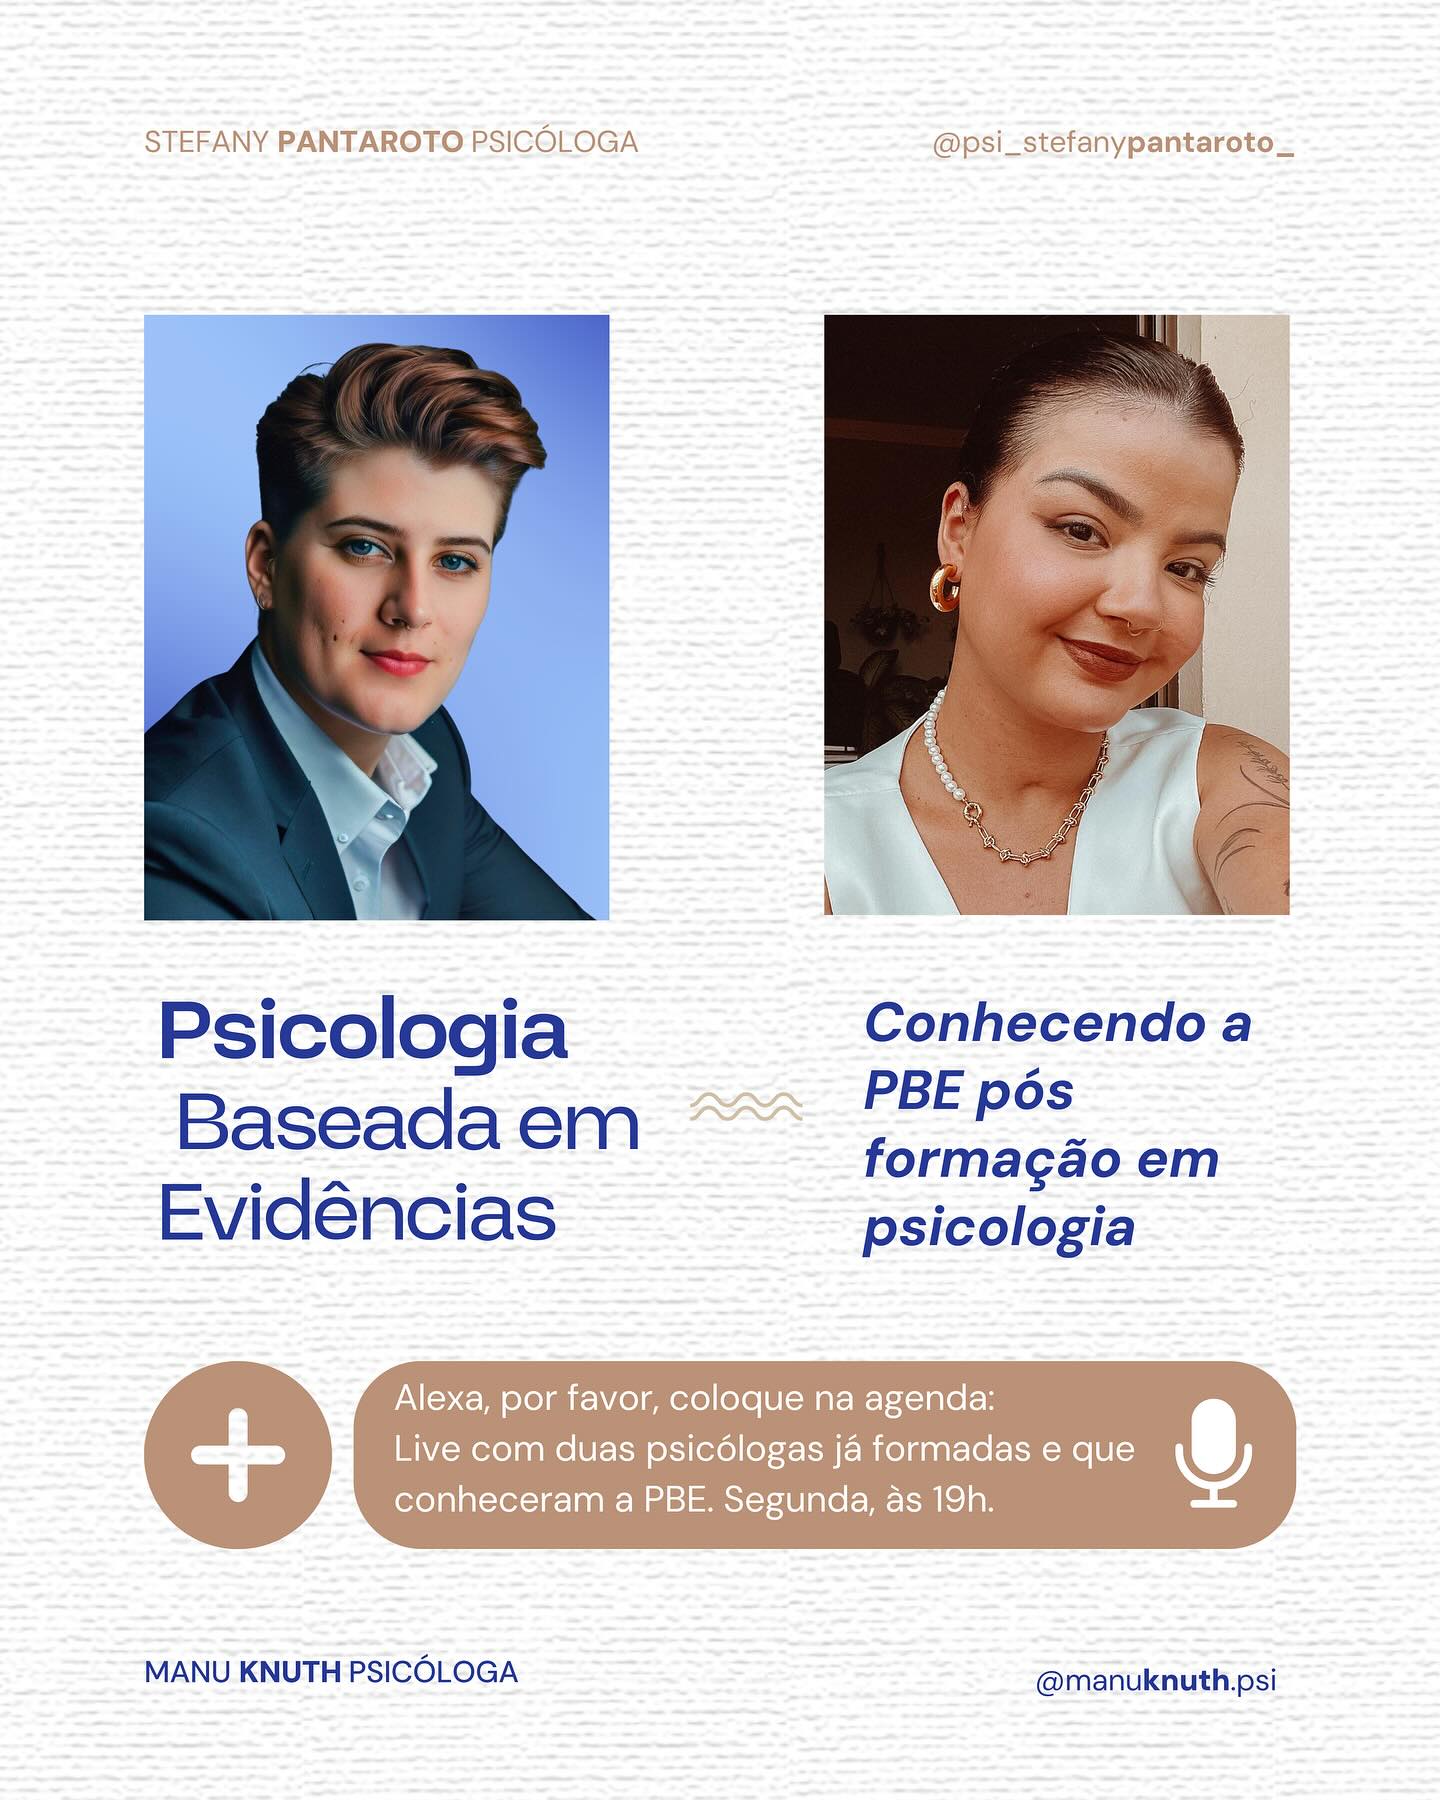 STEFANY PANTAROTO PSICÓLOGA
@psi_stefanypantaroto_
Psicologia
Baseada em
Evidências
Conhecendo a
PBE pós
formação em
psicologia
Alexa, por favor, coloque na agenda:
Live com duas psicólogas já formadas e que
conheceram a PBE. Segunda, às 19h.
MANU KNUTH PSICÓLOGA
@manuknuth.psi